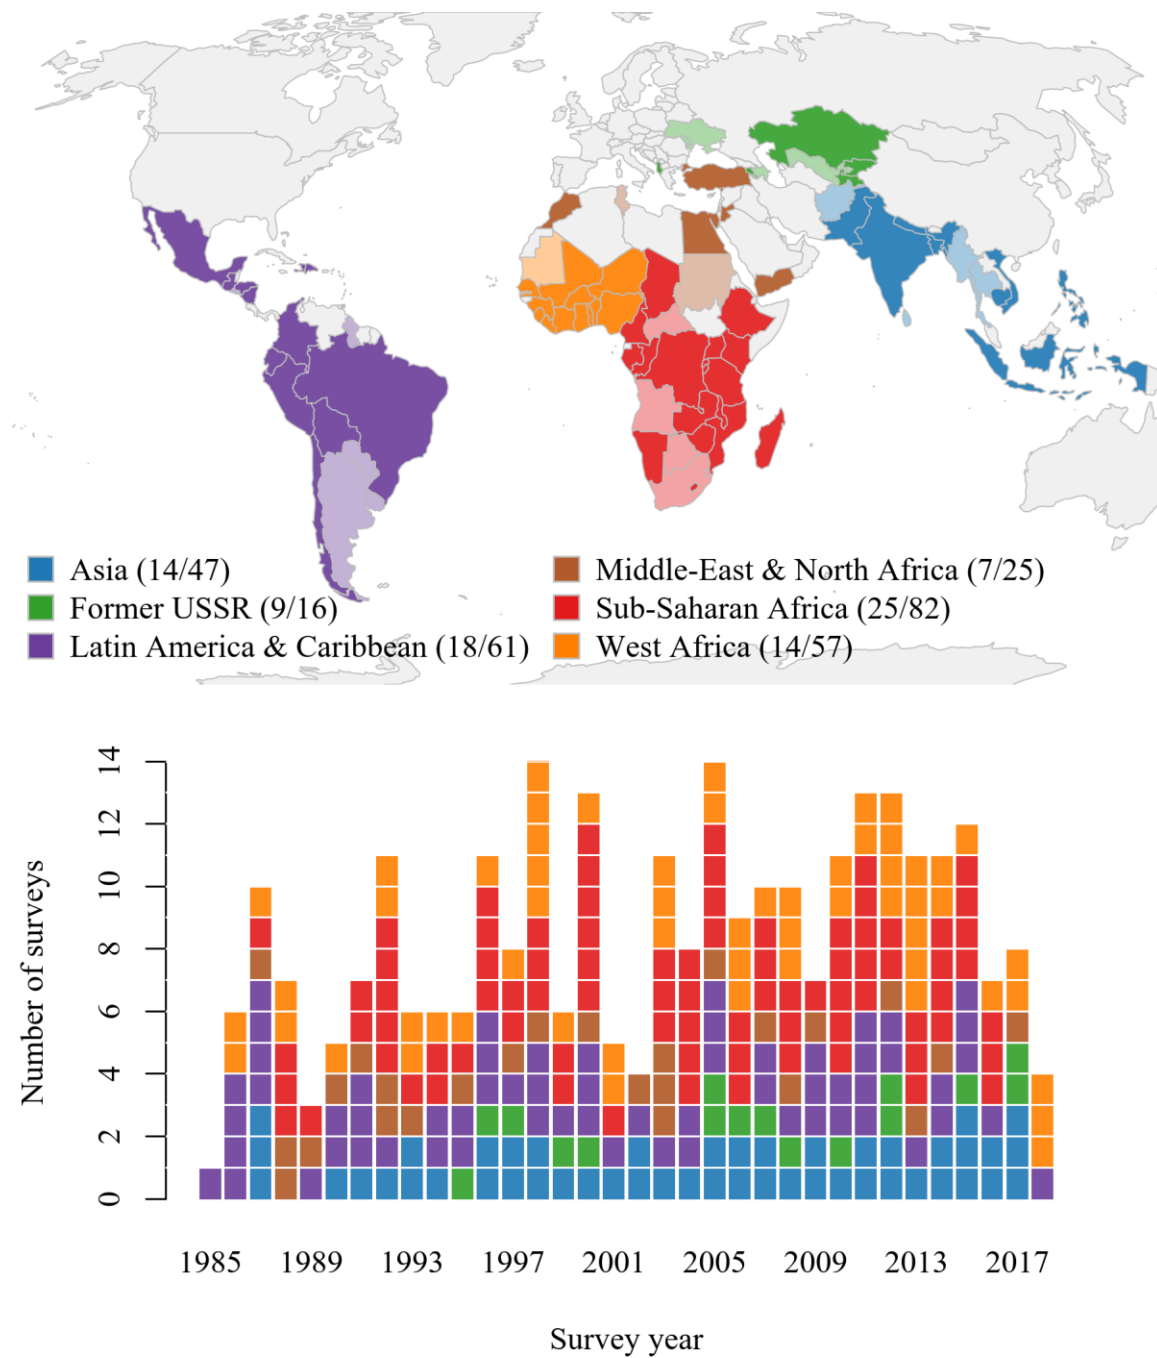 Asia (14/47)
Former USSR (9/16)
Latin America & Caribbean (18/61)
Middle-East & North Africa (7/25)
Sub-Saharan Africa (25/82)
West Africa (14/57)
Number of surveys
14
12
10
8
6
4
2
0
1985 1989 1993 1997 2001 2005 2009 2013 2017
Survey year